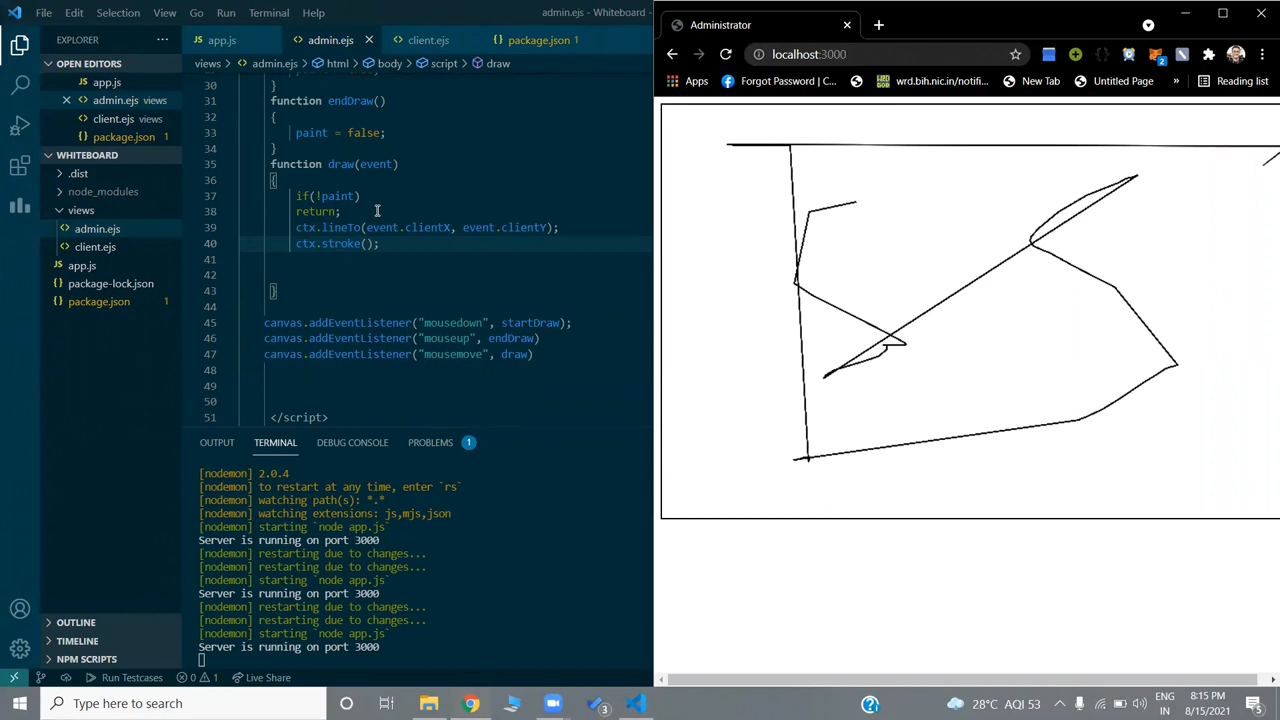 File Edit Selection View Go Run Terminal Help admin.ejs - Whiteboard
EXPLORER
OPEN EDITORS
app.js
admin.ejs views
client.ejs views
package.json 1
WHITEBOARD
.dist
node_modules
views
admin.ejs
client.ejs
app.js
package-lock.json
package.json
OUTLINE
TIMELINE
NPM SCRIPTS
app.js admin.ejs client.ejs package.json 1
views > admin.ejs > html > body > script > draw
30 }
31 function endDraw()
32 {
33 paint = false;
34 }
35 function draw(event)
36 {
37 if(!paint)
38 return;
39 ctx.lineTo(event.clientX, event.clientY);
40 ctx.stroke();
41
42
43 }
44
45 canvas.addEventListener("mousedown", startDraw);
46 canvas.addEventListener("mouseup", endDraw)
47 canvas.addEventListener("mousemove", draw)
48
49
50
51 </script>
OUTPUT TERMINAL DEBUG CONSOLE PROBLEMS 1
[nodemon] 2.0.4
[nodemon] to restart at any time, enter `rs`
[nodemon] watching path(s): *.*
[nodemon] watching extensions: js,mjs,json
[nodemon] starting `node app.js`
Server is running on port 3000
[nodemon] restarting due to changes...
[nodemon] restarting due to changes...
[nodemon] starting `node app.js`
Server is running on port 3000
[nodemon] restarting due to changes...
[nodemon] restarting due to changes...
[nodemon] starting `node app.js`
Server is running on port 3000
Run Testcases 0 1 Live Share
Administrator
localhost:3000
2
Apps Forgot Password | C... wrd.bih.nic.in/notifi... New Tab Untitled Page » Reading list
Type here to search
3
28°C AQI 53
ENG
IN
8:15 PM
8/15/2021
5